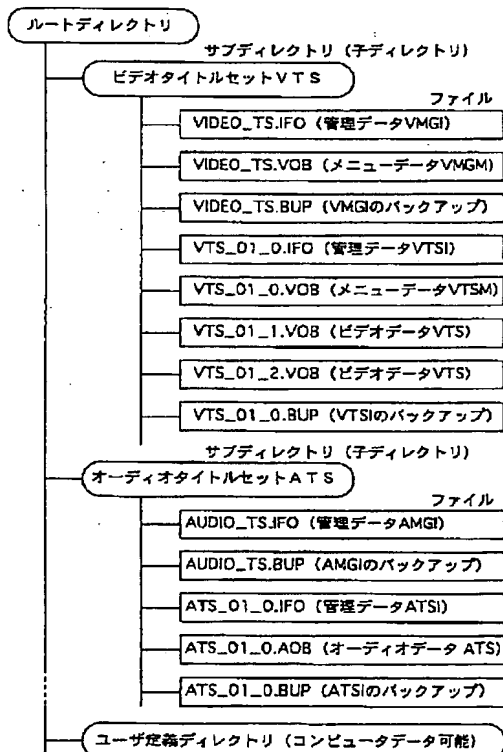 ルートディレクトリ
サブディレクトリ（子ディレクトリ）
ビデオタイトルセットＶＴＳ
ファイル
VIDEO_TS.IFO（管理データVMGI）
VIDEO_TS.VOB（メニューデータVMGM）
VIDEO_TS.BUP（VMGIのバックアップ）
VTS_01_0.IFO（管理データVTSI）
VTS_01_0.VOB（メニューデータVTSM）
VTS_01_1.VOB（ビデオデータVTS）
VTS_01_2.VOB（ビデオデータVTS）
VTS_01_0.BUP（VTSIのバックアップ）
サブディレクトリ（子ディレクトリ）
オーディオタイトルセットＡＴＳ
ファイル
AUDIO_TS.IFO（管理データAMGI）
AUDIO_TS.BUP（AMGIのバックアップ）
ATS_01_0.IFO（管理データATSI）
ATS_01_0.AOB（オーディオデータ ATS）
ATS_01_0.BUP（ATSIのバックアップ）
ユーザ定義ディレクトリ（コンピュータデータ可能）